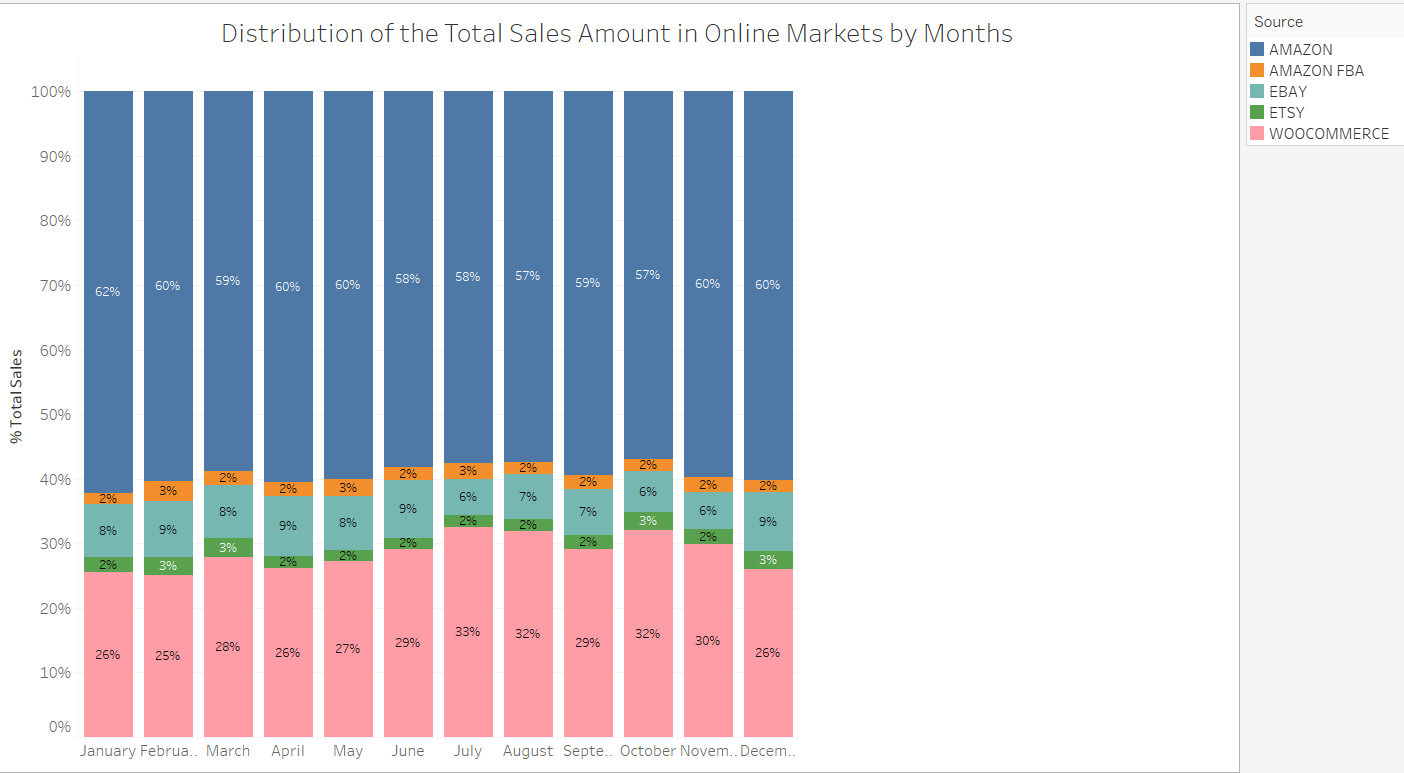 Distribution of the Total Sales Amount in Online Markets by Months
Source
AMAZON
AMAZON FBA
EBAY
ETSY
WOOCOMMERCE
% Total Sales
100%
90%
80%
70%
60%
50%
40%
30%
20%
10%
0%
62% 60% 59% 60% 60% 58% 58% 57% 59% 57% 60% 60%
2% 3% 2% 2% 3% 2% 3% 2% 2% 2% 2% 2%
8% 9% 8% 9% 8% 9% 6% 7% 7% 6% 6% 9%
2% 3% 3% 2% 2% 2% 2% 2% 2% 3% 2% 3%
26% 25% 28% 26% 27% 29% 33% 32% 29% 32% 30% 26%
January Februa.. March April May June July August Septe.. October Novem.. Decem..